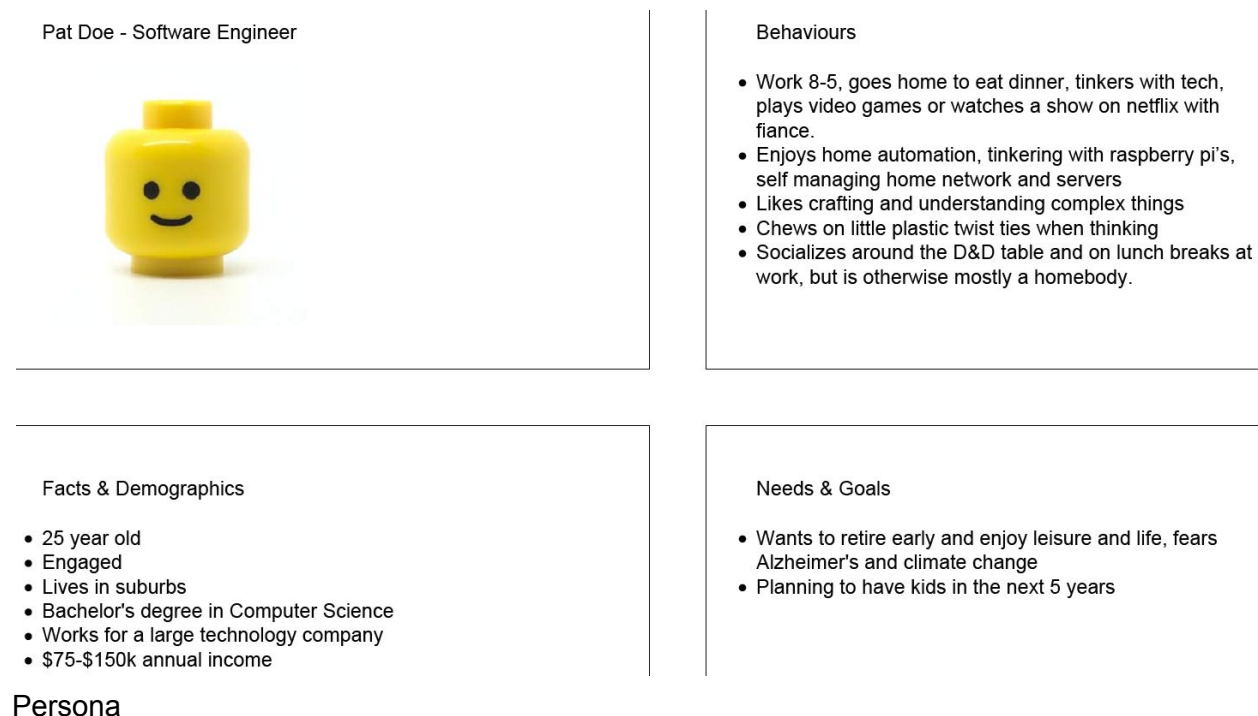 Pat Doe - Software Engineer
Behaviours
• Work 8-5, goes home to eat dinner, tinkers with tech,
plays video games or watches a show on netflix with
fiance.
• Enjoys home automation, tinkering with raspberry pi's,
self managing home network and servers
• Likes crafting and understanding complex things
• Chews on little plastic twist ties when thinking
• Socializes around the D&D table and on lunch breaks at
work, but is otherwise mostly a homebody.
Facts & Demographics
• 25 year old
• Engaged
• Lives in suburbs
• Bachelor's degree in Computer Science
• Works for a large technology company
• $75-$150k annual income
Needs & Goals
• Wants to retire early and enjoy leisure and life, fears
Alzheimer's and climate change
• Planning to have kids in the next 5 years
Persona